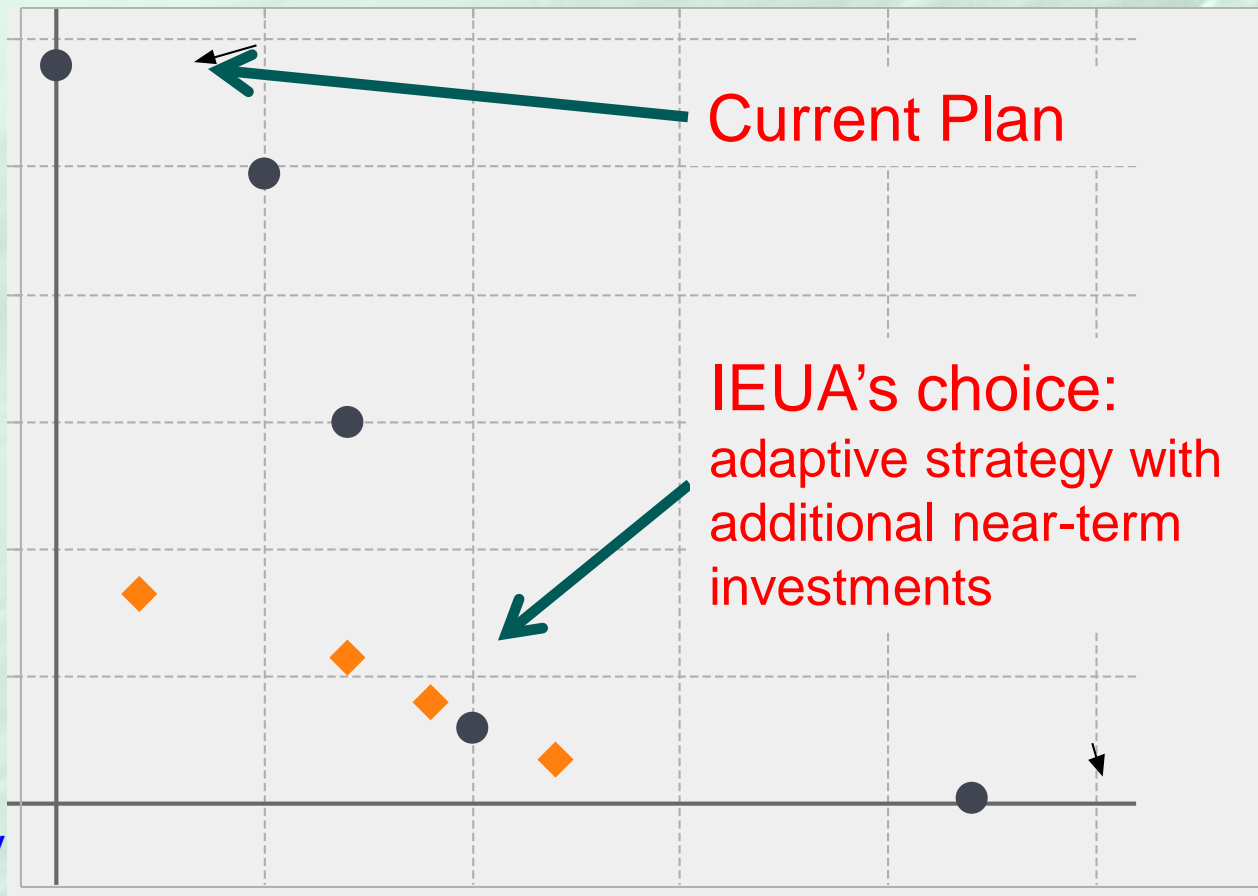 Current Plan
IEUA's choice:
adaptive strategy with
additional near-term
investments